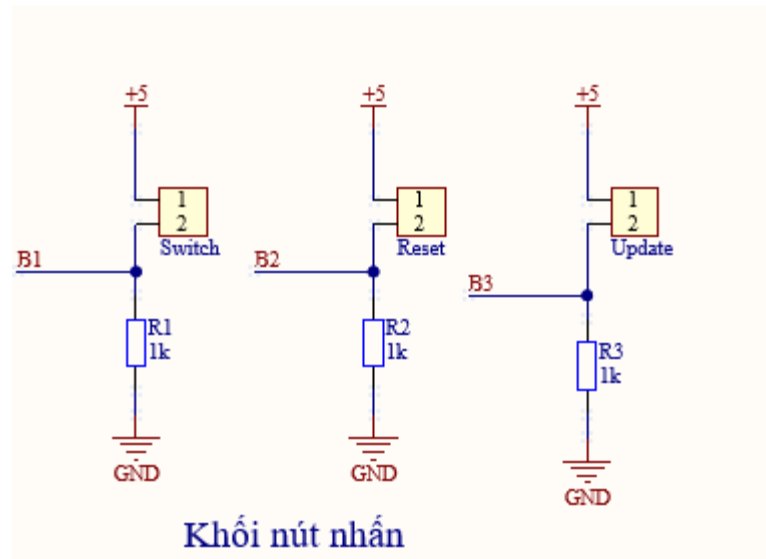 +5
+5
+5
1
2
Switch
1
2
Reset
1
2
Update
B1
B2
B3
R1
1k
R2
1k
R3
1k
GND
GND
GND
Khối nút nhấn